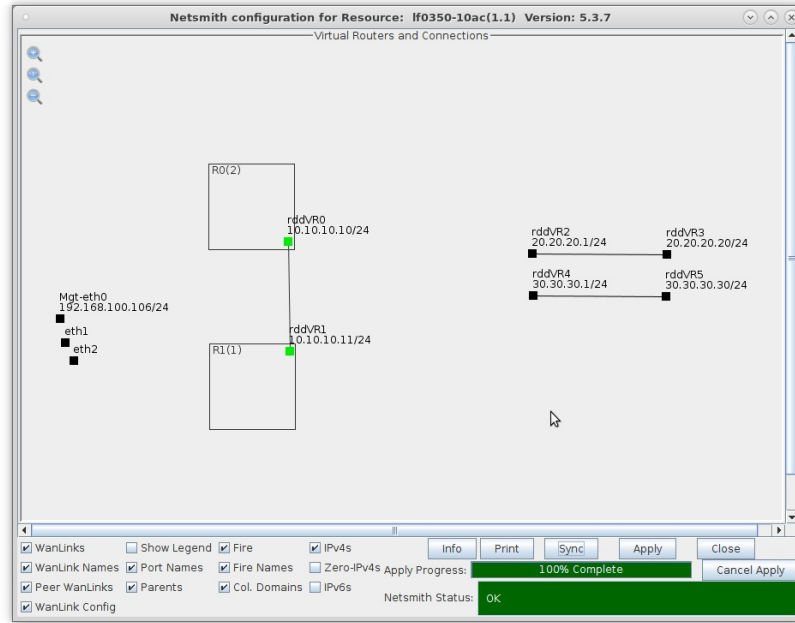 Netsmith configuration for Resource: lf0350-10ac(1.1) Version: 5.3.7
Virtual Routers and Connections
R0(2)
rddVR0
10.10.10.10/24
rddVR2
20.20.20.1/24
rddVR3
20.20.20.20/24
rddVR4
30.30.30.1/24
rddVR5
30.30.30.30/24
Mgt-eth0
192.168.100.106/24
eth1
eth2
rddVR1
10.10.10.11/24
R1(1)
WanLinks Show Legend Fire IPv4s Info Print Sync Apply Close
WanLink Names Port Names Fire Names Zero-IPv4s Apply Progress: 100% Complete Cancel Apply
Peer WanLinks Parents Col. Domains IPv6s Netsmith Status: OK
WanLink Config